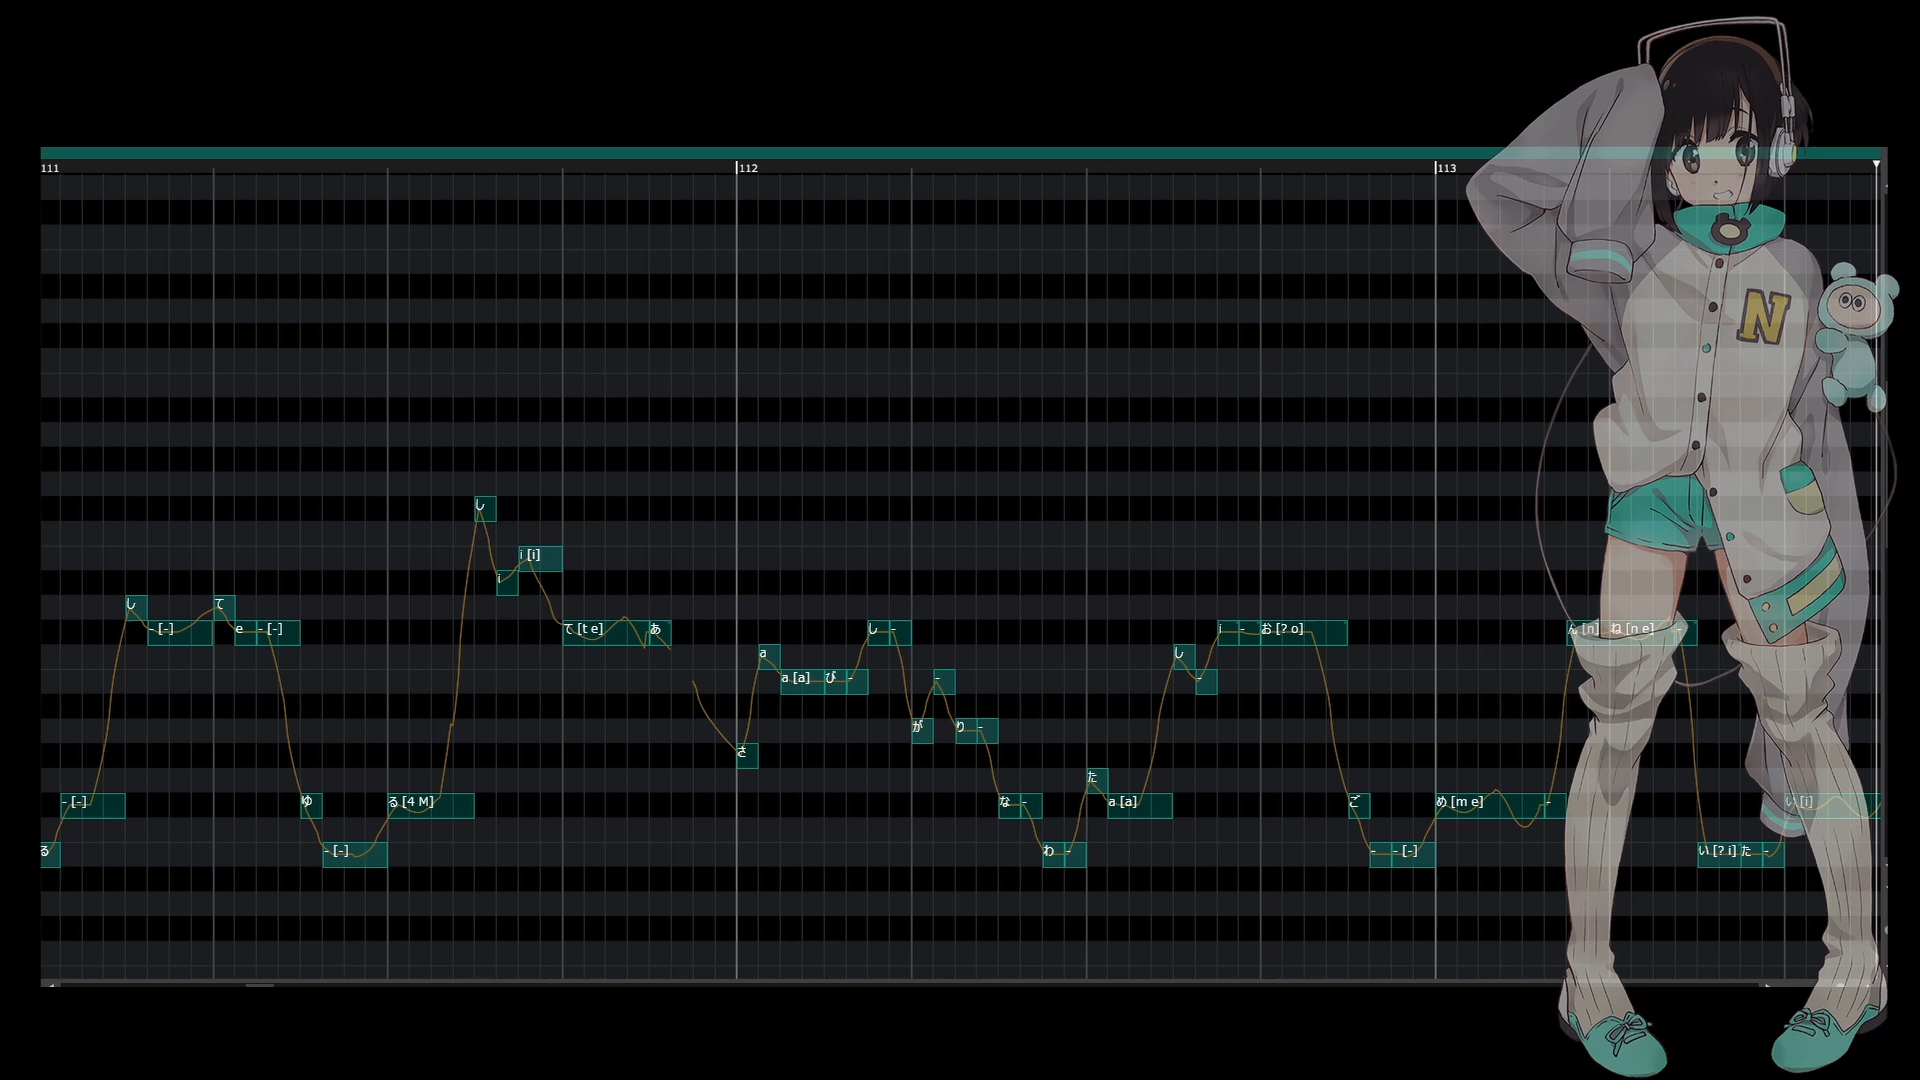 111 112 113
N
る - [-] し - [-] て e - [-] ゆ - [-] る [4 M] し i i [i] て [t e] あ
さ a a [a] び - し - が - り - な - わ - た a [a] し - i - お [? o] ご - - [-] め [m e] - ん [n] ね [n e] - い [? i] た - い [i]